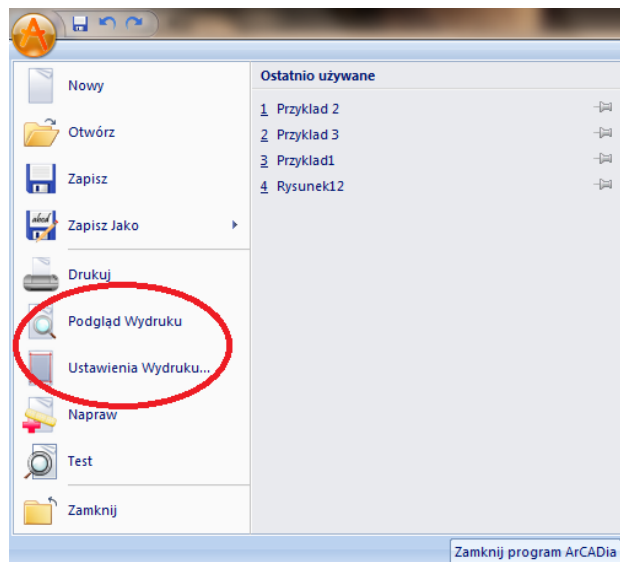 Nowy
Otwórz
Zapisz
abcd
Zapisz Jako
Drukuj
Podgląd Wydruku
Ustawienia Wydruku...
Napraw
Test
Zamknij
Ostatnio używane
1 Przyklad 2
2 Przyklad 3
3 Przyklad1
4 Rysunek12
Zamknij program ArCADia